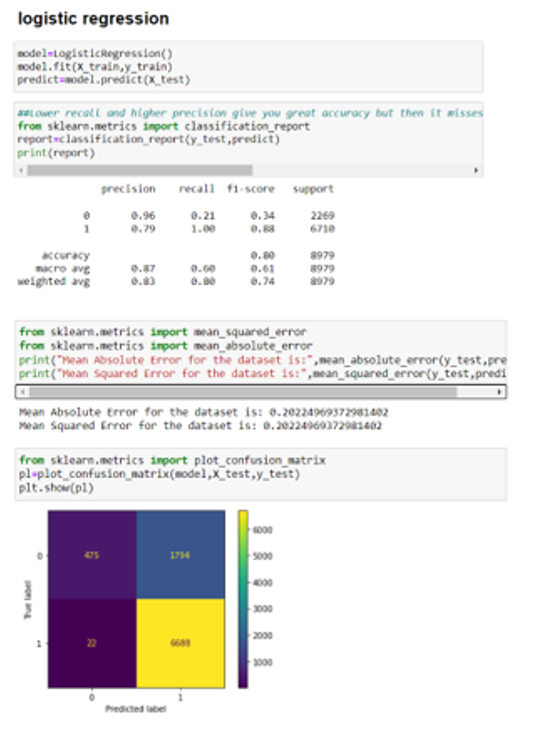 logistic regression
model=LogisticRegression()
model.fit(X_train,y_train)
predict=model.predict(X_test)
##Lower recall and higher precision give you great accuracy but then it misses
from sklearn.metrics import classification_report
report=classification_report(y_test,predict)
print(report)
precision recall f1-score support
0 0.96 0.21 0.34 2269
1 0.79 1.00 0.88 6710
accuracy 0.80 8979
macro avg 0.87 0.60 0.61 8979
weighted avg 0.83 0.80 0.74 8979
from sklearn.metrics import mean_squared_error
from sklearn.metrics import mean_absolute_error
print("Mean Absolute Error for the dataset is:",mean_absolute_error(y_test,pre
print("Mean Squared Error for the dataset is:",mean_squared_error(y_test,predi
Mean Absolute Error for the dataset is: 0.20224969372981402
Mean Squared Error for the dataset is: 0.20224969372981402
from sklearn.metrics import plot_confusion_matrix
pl=plot_confusion_matrix(model,X_test,y_test)
plt.show(pl)
6000
0 475 1794
5000
4000
True label
3000
1 22 6688
2000
1000
0 1
Predicted label